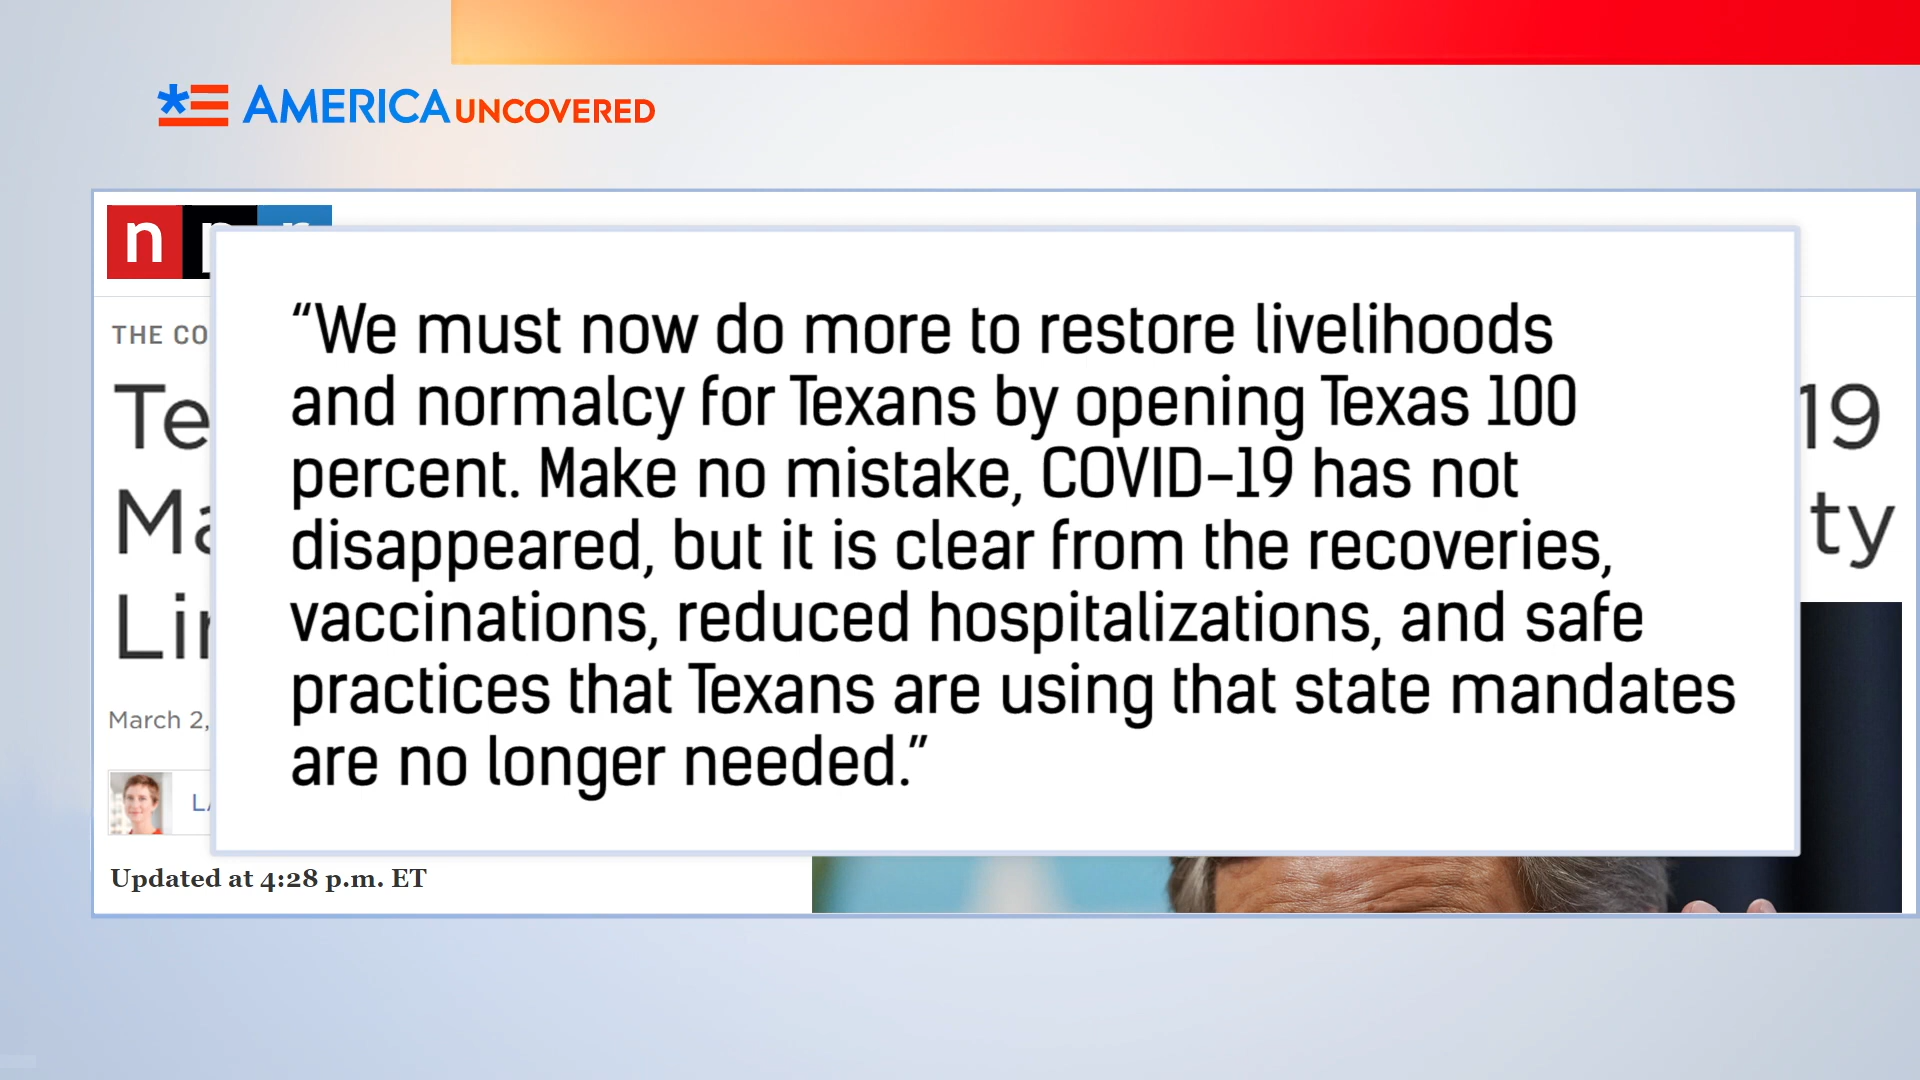 AMERICA UNCOVERED
n
THE CO
Te
19
Ma
ty
Lin
March 2,
LA
Updated at 4:28 p.m. ET
“We must now do more to restore livelihoods
and normalcy for Texans by opening Texas 100
percent. Make no mistake, COVID-19 has not
disappeared, but it is clear from the recoveries,
vaccinations, reduced hospitalizations, and safe
practices that Texans are using that state mandates
are no longer needed.”